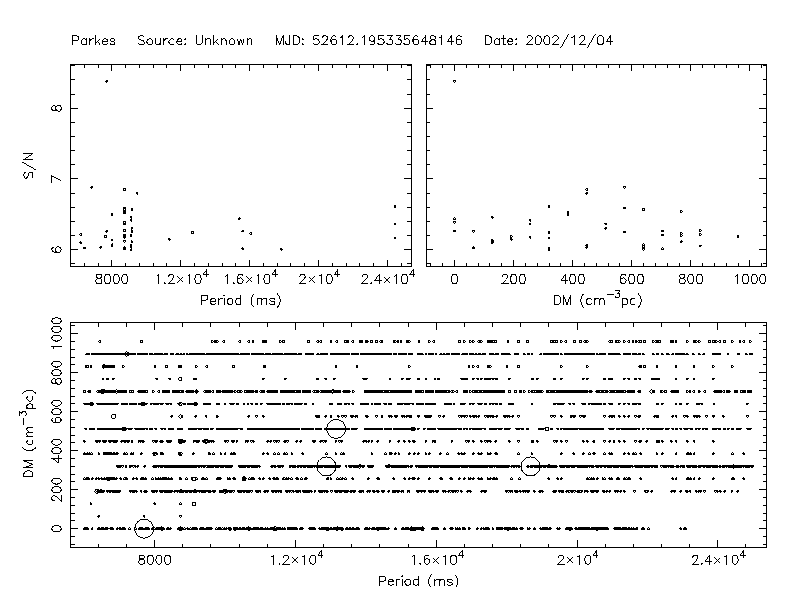 Parkes Source: Unknown MJD: 52612.195335648146 Date: 2002/12/04
S/N
8
7
6
8000 1.2×10⁴ 1.6×10⁴ 2×10⁴ 2.4×10⁴
Period (ms)
0 200 400 600 800 1000
DM (cm⁻³pc)
DM (cm⁻³pc)
1000
800
600
400
200
0
8000 1.2×10⁴ 1.6×10⁴ 2×10⁴ 2.4×10⁴
Period (ms)